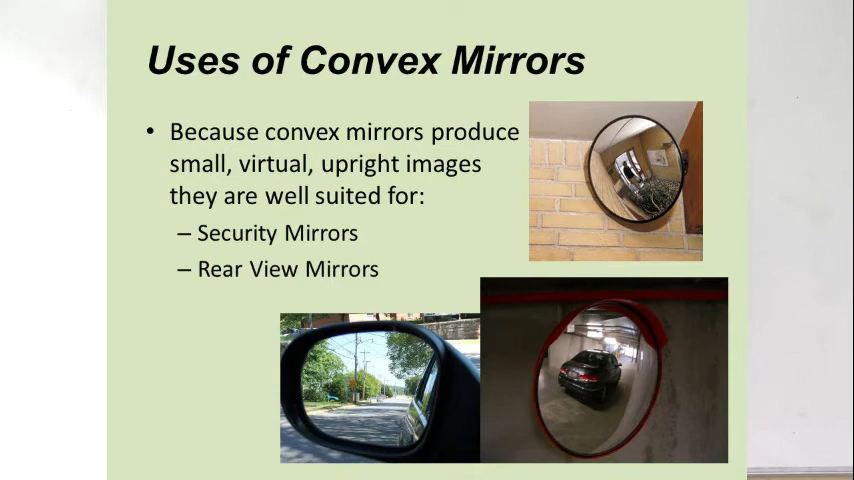 Uses of Convex Mirrors
• Because convex mirrors produce
small, virtual, upright images
they are well suited for:
– Security Mirrors
– Rear View Mirrors